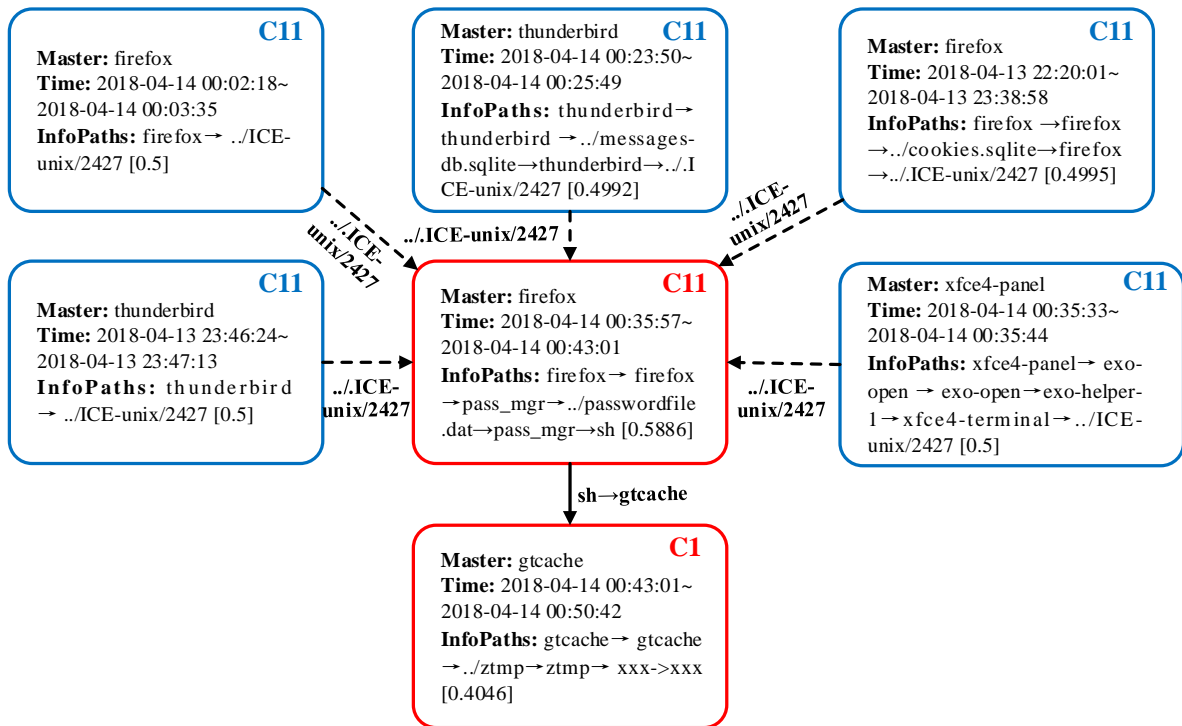 C11
Master: firefox
Time: 2018-04-14 00:02:18~
2018-04-14 00:03:35
InfoPaths: firefox→ ../ICE-
unix/2427 [0.5]
C11
Master: thunderbird
Time: 2018-04-14 00:23:50~
2018-04-14 00:25:49
InfoPaths: thunderbird→
thunderbird →../messages-
db.sqlite→thunderbird→../.I
CE-unix/2427 [0.4992]
C11
Master: firefox
Time: 2018-04-13 22:20:01~
2018-04-13 23:38:58
InfoPaths: firefox →firefox
→../cookies.sqlite→firefox
→../.ICE-unix/2427 [0.4995]
../.ICE-
unix/2427
../.ICE-unix/2427
../.ICE-
unix/2427
C11
Master: thunderbird
Time: 2018-04-13 23:46:24~
2018-04-13 23:47:13
InfoPaths: thunderbird
→ ../ICE-unix/2427 [0.5]
../.ICE-
unix/2427
C11
Master: firefox
Time: 2018-04-14 00:35:57~
2018-04-14 00:43:01
InfoPaths: firefox→ firefox
→pass_mgr→../passwordfile
.dat→pass_mgr→sh [0.5886]
../.ICE-
unix/2427
C11
Master: xfce4-panel
Time: 2018-04-14 00:35:33~
2018-04-14 00:35:44
InfoPaths: xfce4-panel→ exo-
open → exo-open→exo-helper-
1→xfce4-terminal→../ICE-
unix/2427 [0.5]
sh→gtcache
C1
Master: gtcache
Time: 2018-04-14 00:43:01~
2018-04-14 00:50:42
InfoPaths: gtcache→ gtcache
→../ztmp→ztmp→ xxx->xxx
[0.4046]